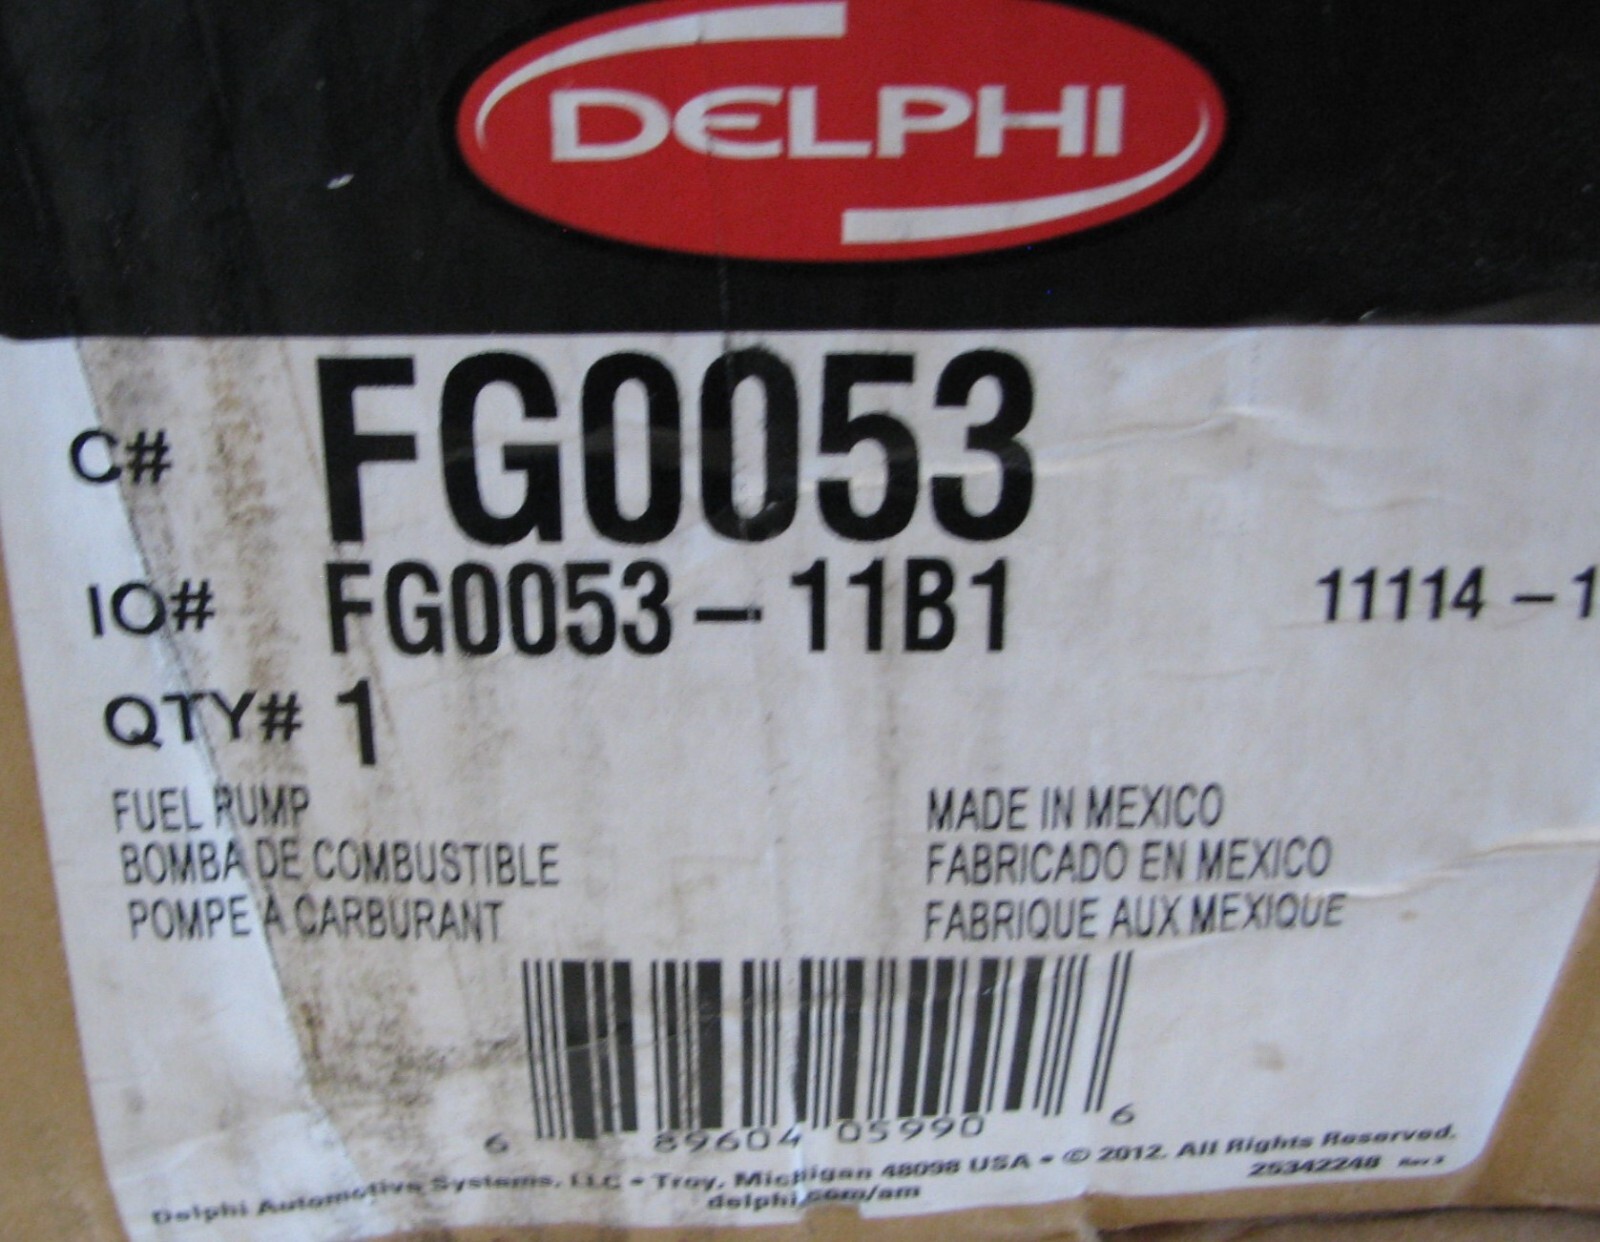 DELPHI
C# FG0053
IO# FG0053-11B1 11114-1
QTY# 1
FUEL PUMP MADE IN MEXICO
BOMBA DE COMBUSTIBLE FABRICADO EN MEXICO
POMPE A CARBURANT FABRIQUE AUX MEXIQUE
6 89604 05990 6
Delphi Automotive Systems, LLC • Troy, Michigan 48098 USA • © 2012. All Rights Reserved.
delphi.com/am 25342248 Rev